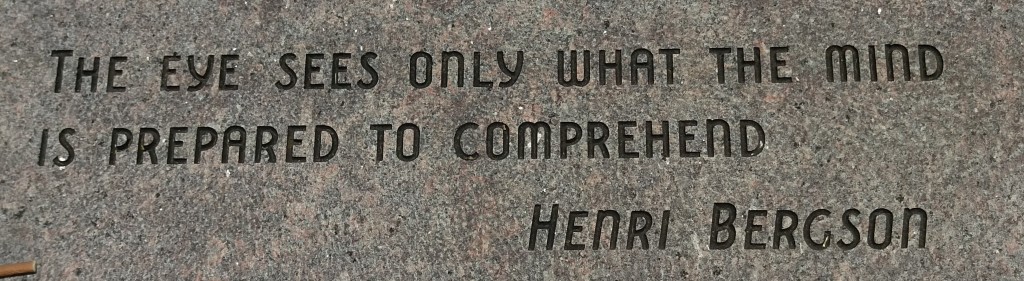 THE EYE SEES ONLY WHAT THE MIND
IS PREPARED TO COMPREHEND
HENRI BERGSON